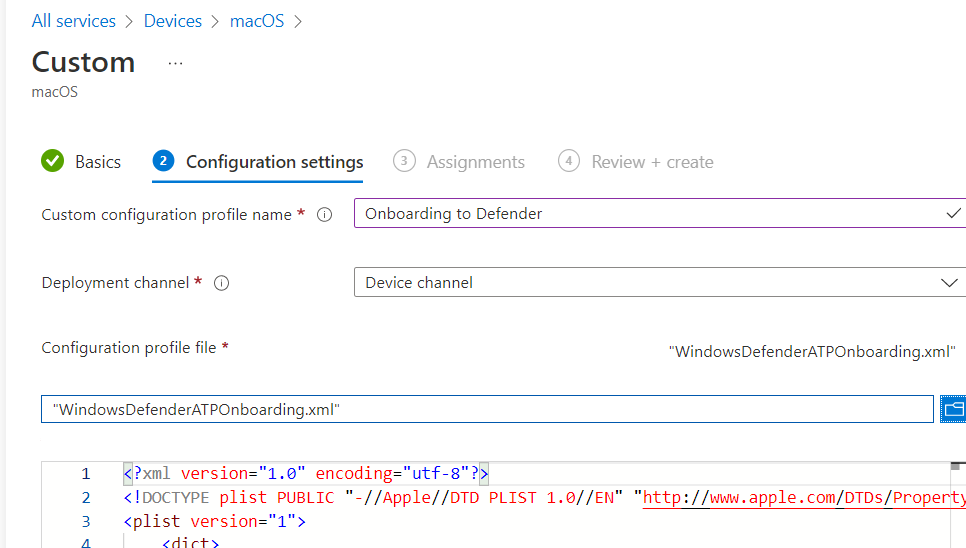 All services > Devices > macOS >
Custom ...
macOS
Basics 2 Configuration settings 3 Assignments 4 Review + create
Custom configuration profile name * Onboarding to Defender
Deployment channel * Device channel
Configuration profile file * "WindowsDefenderATPOnboarding.xml"
"WindowsDefenderATPOnboarding.xml"
1 <?xml version="1.0" encoding="utf-8"?>
2 <!DOCTYPE plist PUBLIC "-//Apple//DTD PLIST 1.0//EN" "http://www.apple.com/DTDs/Property
3 <plist version="1">
4 <dict>